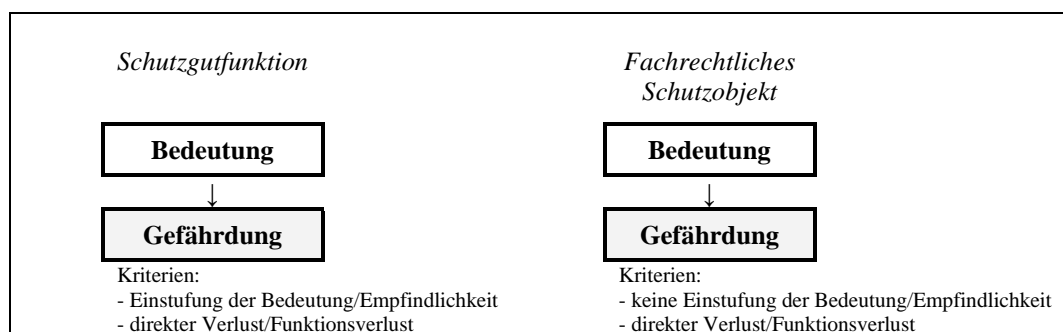 Schutzgutfunktion
Bedeutung
↓
Gefährdung
Kriterien:
- Einstufung der Bedeutung/Empfindlichkeit
- direkter Verlust/Funktionsverlust
Fachrechtliches
Schutzobjekt
Bedeutung
↓
Gefährdung
Kriterien:
- keine Einstufung der Bedeutung/Empfindlichkeit
- direkter Verlust/Funktionsverlust